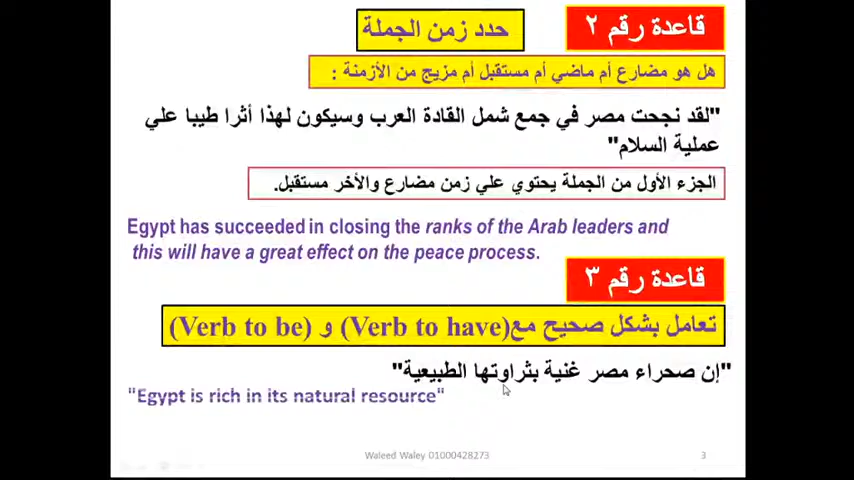 قاعدة رقم ٢
حدد زمن الجملة
هل هو مضارع أم ماضي أم مستقبل أم مزيج من الأزمنة :
"لقد نجحت مصر في جمع شمل القادة العرب وسيكون لهذا أثرا طيبا علي
عملية السلام"
الجزء الأول من الجملة يحتوي علي زمن مضارع والأخر مستقبل.
Egypt has succeeded in closing the ranks of the Arab leaders and
this will have a great effect on the peace process.
قاعدة رقم ٣
تعامل بشكل صحيح مع(Verb to have) و (Verb to be)
"إن صحراء مصر غنية بثراوتها الطبيعية"
"Egypt is rich in its natural resource"
Waleed Waley 01000428273
3